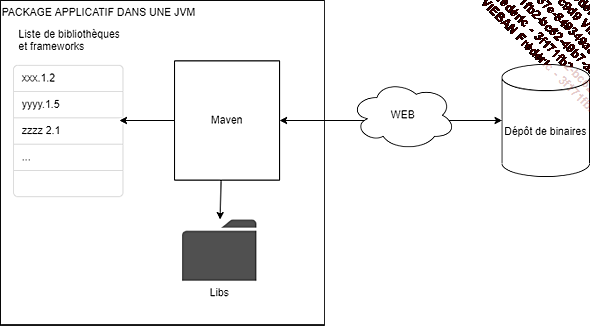 PACKAGE APPLICATIF DANS UNE JVM
Liste de bibliothèques
et frameworks
xxx.1.2
yyyy.1.5
zzzz 2.1
...
Maven
WEB
Dépôt de binaires
Libs